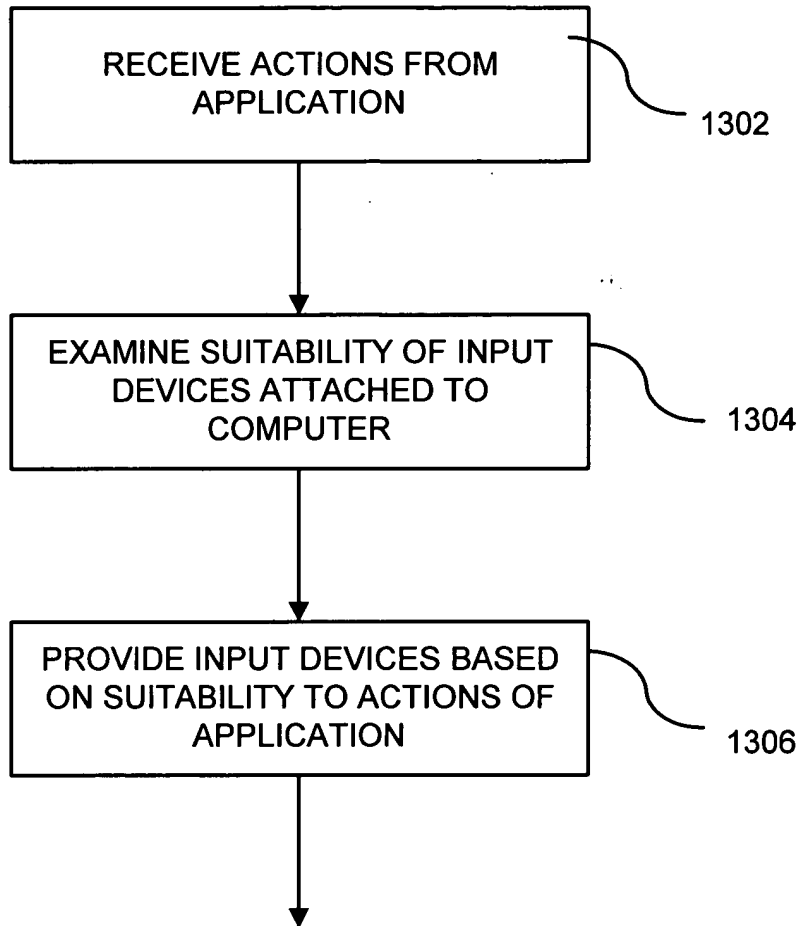 RECEIVE ACTIONS FROM
APPLICATION
1302
EXAMINE SUITABILITY OF INPUT
DEVICES ATTACHED TO
COMPUTER
1304
PROVIDE INPUT DEVICES BASED
ON SUITABILITY TO ACTIONS OF
APPLICATION
1306